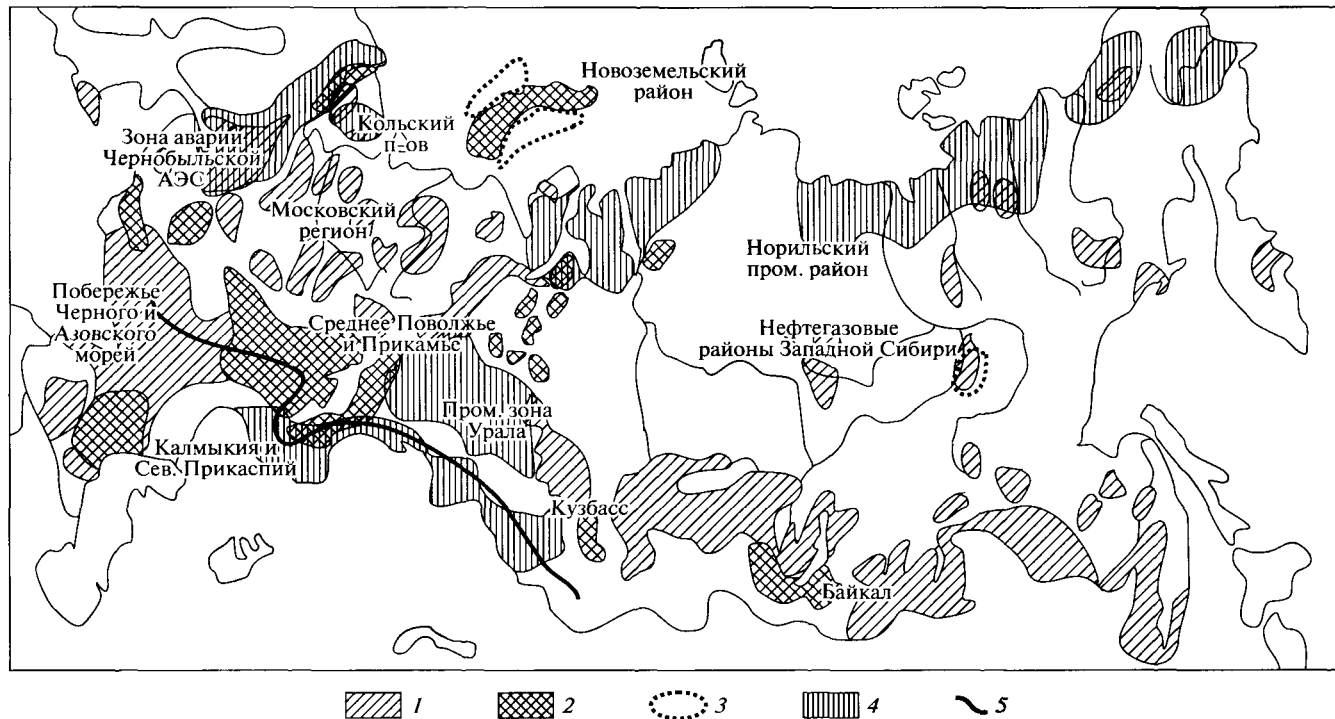 Новоземельский
район
Кольский
п-ов
Зона аварии
Чернобыльской
АЭС
Московский
регион
Норильский
пром. район
Побережье
Черного и
Азовского
морей
Среднее Поволжье
и Прикамье
Нефтегазовые
районы Западной Сибири
Пром. зона
Урала
Калмыкия и
Сев. Прикаспий
Кузбасс
Байкал
1 2 3 4 5